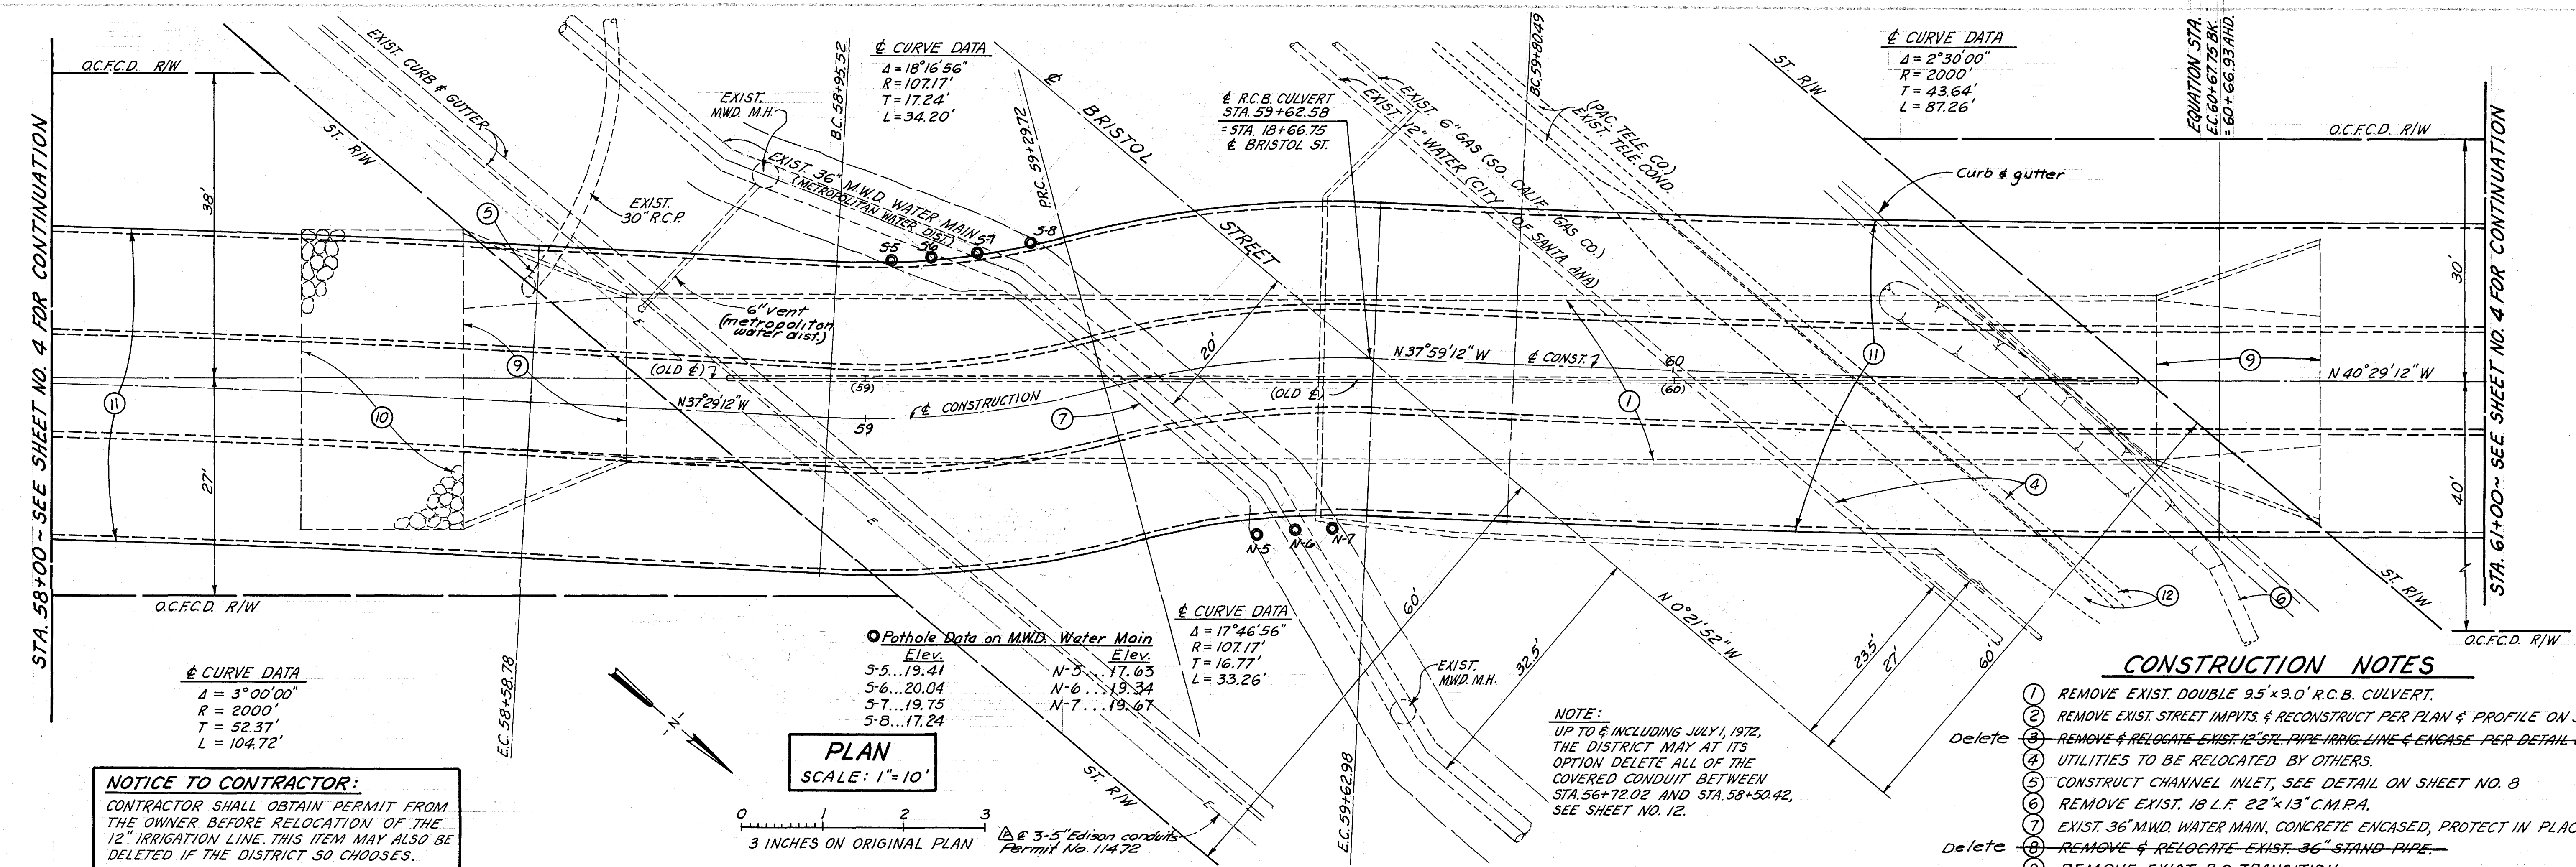 STA. 58+00 ~ SEE SHEET NO. 4 FOR CONTINUATION
O.C.F.C.D. R/W
ST. R/W
EXIST. CURB & GUTTER
38'
27'
O.C.F.C.D. R/W
11
10
9
5
EXIST.
30" R.C.P.
EXIST.
M.W.D. M.H.
B.C. 58+95.52
℄ CURVE DATA
Δ = 18°16'56"
R = 107.17'
T = 17.24'
L = 34.20'
P.R.C. 59+29.72
EXIST. 36" M.W.D. WATER MAIN
(METROPOLITAN WATER DIST.)
S-5
S-6
S-7
S-8
6" Vent
(metropoliton
water dist.)
(OLD ℄)
(59)
N37°29'12"W
59
℄ CONSTRUCTION
E
E
E
7
20'
℄
BRISTOL
STREET
℄ R.C.B. CULVERT
STA. 59+62.58
= STA. 18+66.75
℄ BRISTOL ST.
EXIST. 6" GAS (SO. CALIF. GAS CO.)
EXIST. 12" WATER (CITY OF SANTA ANA)
B.C. 59+80.49
(PAC. TELE. CO.)
EXIST. TELE. COND.
N 37°59'12" W
℄ CONST.
60
(60)
(OLD ℄)
1
℄ CURVE DATA
Δ = 2°30'00"
R = 2000'
T = 43.64'
L = 87.26'
ST. R/W
EQUATION STA.
E.C. 60+67.75 BK.
= 60+66.93 AHD.
O.C.F.C.D. R/W
Curb & gutter
11
9
N 40°29'12" W
30'
40'
STA. 61+00 ~ SEE SHEET NO. 4 FOR CONTINUATION
4
12
6
ST. R/W
O.C.F.C.D. R/W
N-5
N-6
N-7
60'
32.5'
N 0°21'52" W
23.5'
27'
60'
E.C. 58+58.78
℄ CURVE DATA
Δ = 3°00'00"
R = 2000'
T = 52.37'
L = 104.72'
NOTICE TO CONTRACTOR:
CONTRACTOR SHALL OBTAIN PERMIT FROM
THE OWNER BEFORE RELOCATION OF THE
12" IRRIGATION LINE. THIS ITEM MAY ALSO BE
DELETED IF THE DISTRICT SO CHOOSES.
N
Pothole Data on M.W.D. Water Main
Elev. Elev.
S-5...19.41 N-5...17.63
S-6...20.04 N-6...19.34
S-7...19.75 N-7...19.67
S-8...17.24
PLAN
SCALE: 1"=10'
0 1 2 3
3 INCHES ON ORIGINAL PLAN
℄ 3-5" Edison conduits
Permit No. 11472
ST. R/W
℄ CURVE DATA
Δ = 17°46'56"
R = 107.17'
T = 16.77'
L = 33.26'
E.C. 59+62.98
EXIST.
M.W.D. M.H.
NOTE:
UP TO & INCLUDING JULY 1, 1972,
THE DISTRICT MAY AT ITS
OPTION DELETE ALL OF THE
COVERED CONDUIT BETWEEN
STA. 56+72.02 AND STA. 58+50.42,
SEE SHEET NO. 12.
CONSTRUCTION NOTES
1 REMOVE EXIST. DOUBLE 9.5' x 9.0' R.C.B. CULVERT.
2 REMOVE EXIST. STREET IMPVTS. & RECONSTRUCT PER PLAN & PROFILE ON
Delete 3 REMOVE & RELOCATE EXIST. 12" STL. PIPE IRRIG. LINE & ENCASE PER DETAIL
4 UTILITIES TO BE RELOCATED BY OTHERS.
5 CONSTRUCT CHANNEL INLET, SEE DETAIL ON SHEET NO. 8
6 REMOVE EXIST. 18 L.F. 22" x 13" C.M.P.A.
7 EXIST. 36" M.W.D. WATER MAIN, CONCRETE ENCASED, PROTECT IN PLAC
Delete 8 REMOVE & RELOCATE EXIST. 36" STAND PIPE.